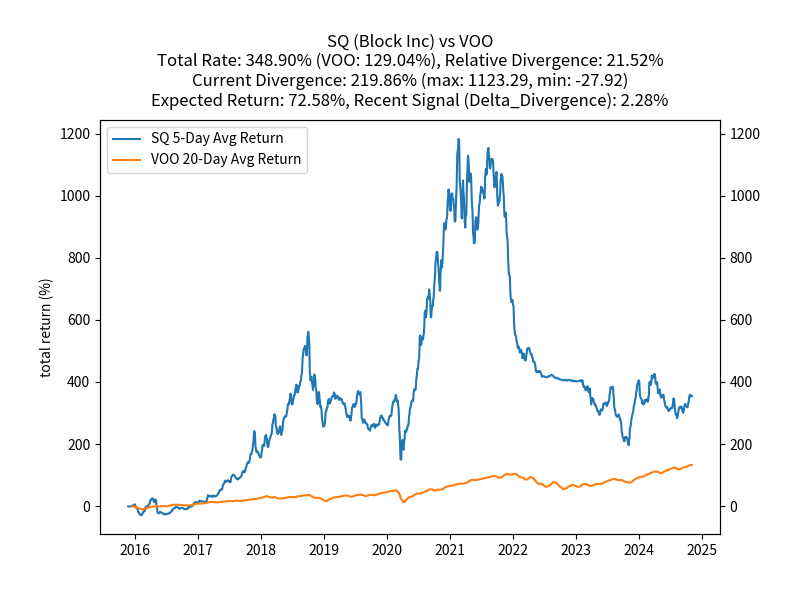 SQ (Block Inc) vs VOO
Total Rate: 348.90% (VOO: 129.04%), Relative Divergence: 21.52%
Current Divergence: 219.86% (max: 1123.29, min: -27.92)
Expected Return: 72.58%, Recent Signal (Delta_Divergence): 2.28%
SQ 5-Day Avg Return
VOO 20-Day Avg Return
total return (%)
1200
1000
800
600
400
200
0
1200
1000
800
600
400
200
0
2016 2017 2018 2019 2020 2021 2022 2023 2024 2025